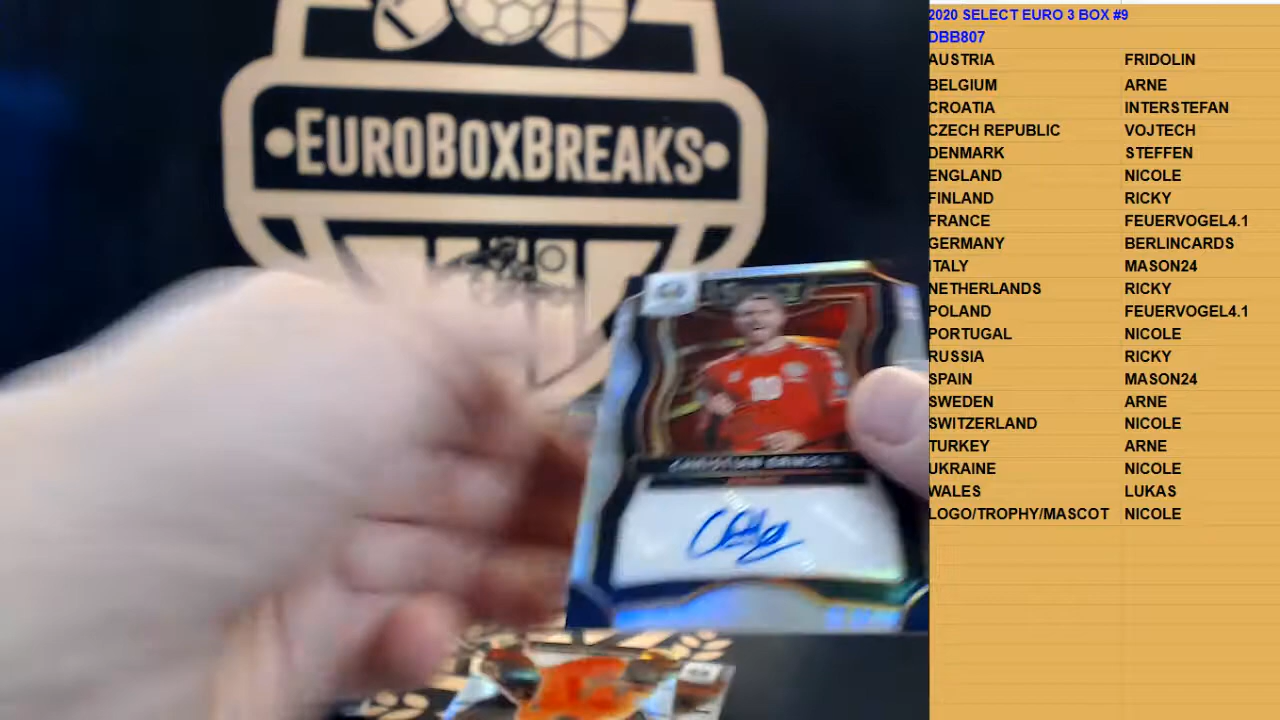 EUROBOXBREAKS
10
2020 SELECT EURO 3 BOX #9
DBB807
AUSTRIA FRIDOLIN
BELGIUM ARNE
CROATIA INTERSTEFAN
CZECH REPUBLIC VOJTECH
DENMARK STEFFEN
ENGLAND NICOLE
FINLAND RICKY
FRANCE FEUERVOGEL4.1
GERMANY BERLINCARDS
ITALY MASON24
NETHERLANDS RICKY
POLAND FEUERVOGEL4.1
PORTUGAL NICOLE
RUSSIA RICKY
SPAIN MASON24
SWEDEN ARNE
SWITZERLAND NICOLE
TURKEY ARNE
UKRAINE NICOLE
WALES LUKAS
LOGO/TROPHY/MASCOT NICOLE